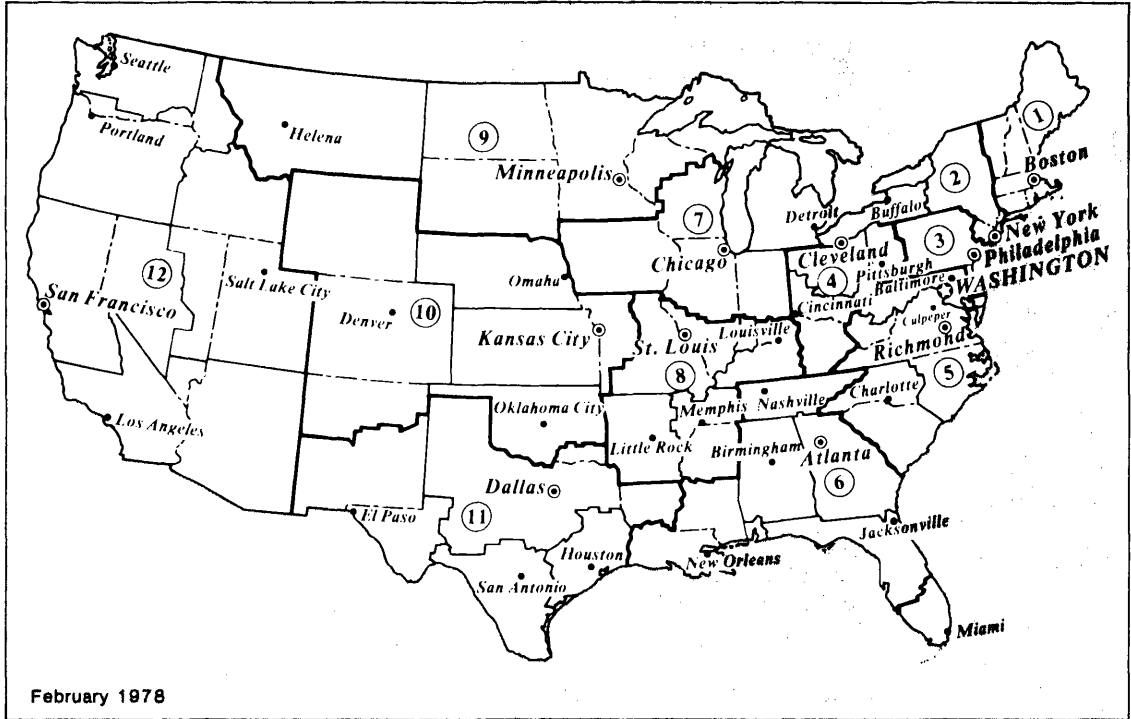 Seattle
Portland
Helena
9
Minneapolis
1
Boston
2
7
Detroit
Buffalo
New York
Philadelphia
3
Cleveland
Chicago
4
Pittsburgh
Baltimore
WASHINGTON
Cincinnati
12
San Francisco
Salt Lake City
Omaha
10
Denver
Kansas City
St. Louis
Louisville
Culpeper
Richmond
8
5
Los Angeles
Oklahoma City
Memphis
Nashville
Charlotte
Little Rock
Birmingham
Atlanta
6
Dallas
11
El Paso
Houston
San Antonio
New Orleans
Jacksonville
Miami
February 1978